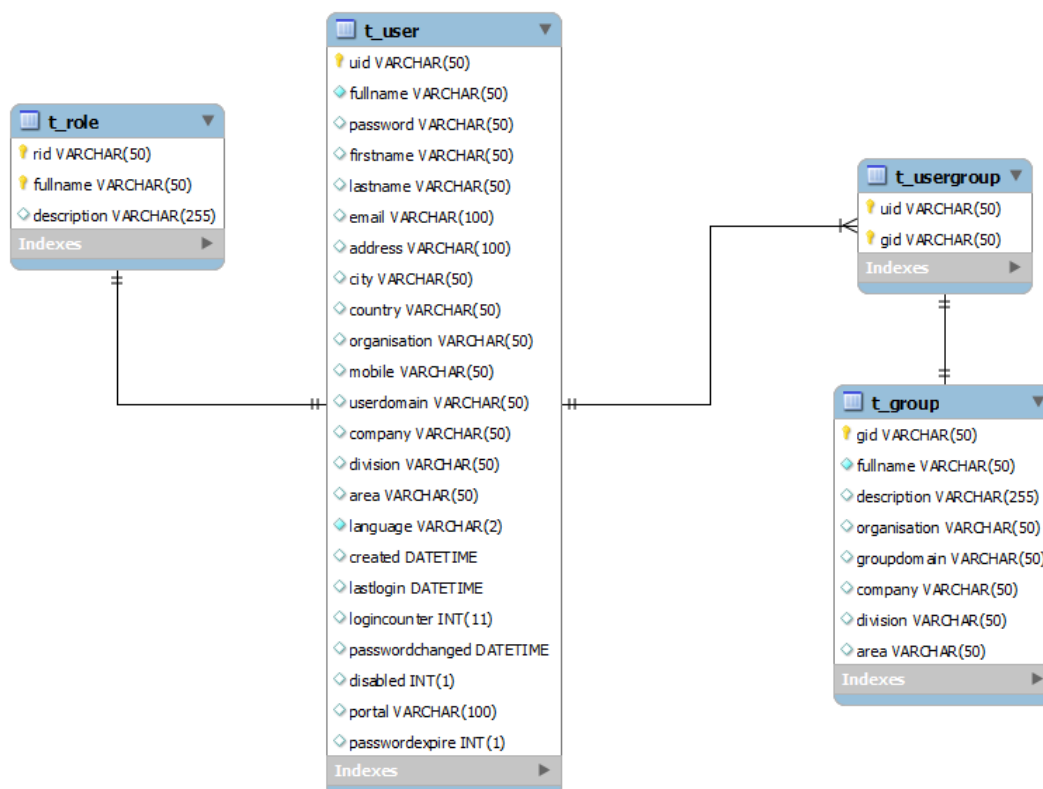 t_role
rid VARCHAR(50)
fullname VARCHAR(50)
description VARCHAR(255)
Indexes
t_user
uid VARCHAR(50)
fullname VARCHAR(50)
password VARCHAR(50)
firstname VARCHAR(50)
lastname VARCHAR(50)
email VARCHAR(100)
address VARCHAR(100)
city VARCHAR(50)
country VARCHAR(50)
organisation VARCHAR(50)
mobile VARCHAR(50)
userdomain VARCHAR(50)
company VARCHAR(50)
division VARCHAR(50)
area VARCHAR(50)
language VARCHAR(2)
created DATETIME
lastlogin DATETIME
logincounter INT(11)
passwordchanged DATETIME
disabled INT(1)
portal VARCHAR(100)
passwordexpire INT(1)
Indexes
t_usergroup
uid VARCHAR(50)
gid VARCHAR(50)
Indexes
t_group
gid VARCHAR(50)
fullname VARCHAR(50)
description VARCHAR(255)
organisation VARCHAR(50)
groupdomain VARCHAR(50)
company VARCHAR(50)
division VARCHAR(50)
area VARCHAR(50)
Indexes